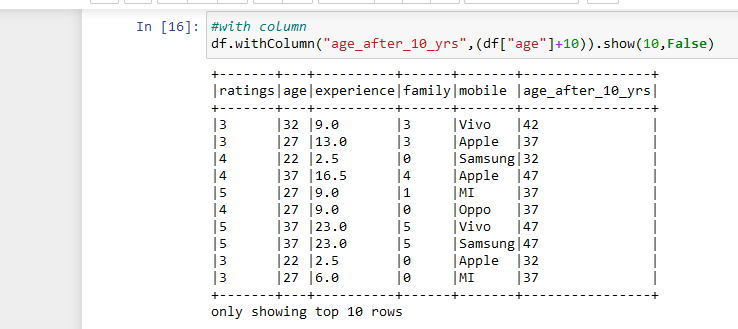 In [16]: #with column
df.withColumn("age_after_10_yrs",(df["age"]+10)).show(10,False)
+-------+---+----------+------+-------+----------------+
|ratings|age|experience|family|mobile |age_after_10_yrs|
+-------+---+----------+------+-------+----------------+
|3      |32 |9.0       |3     |Vivo   |42              |
|3      |27 |13.0      |3     |Apple  |37              |
|4      |22 |2.5       |0     |Samsung|32              |
|4      |37 |16.5      |4     |Apple  |47              |
|5      |27 |9.0       |1     |MI     |37              |
|4      |27 |9.0       |0     |Oppo   |37              |
|5      |37 |23.0      |5     |Vivo   |47              |
|5      |37 |23.0      |5     |Samsung|47              |
|3      |22 |2.5       |0     |Apple  |32              |
|3      |27 |6.0       |0     |MI     |37              |
+-------+---+----------+------+-------+----------------+
only showing top 10 rows